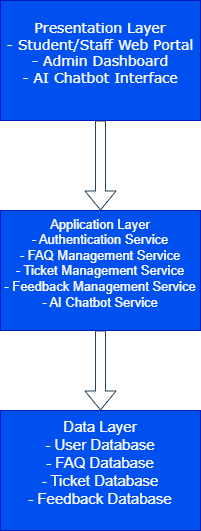 Presentation Layer
- Student/Staff Web Portal
- Admin Dashboard
- AI Chatbot Interface
Application Layer
- Authentication Service
- FAQ Management Service
- Ticket Management Service
- Feedback Management Service
- AI Chatbot Service
Data Layer
- User Database
- FAQ Database
- Ticket Database
- Feedback Database